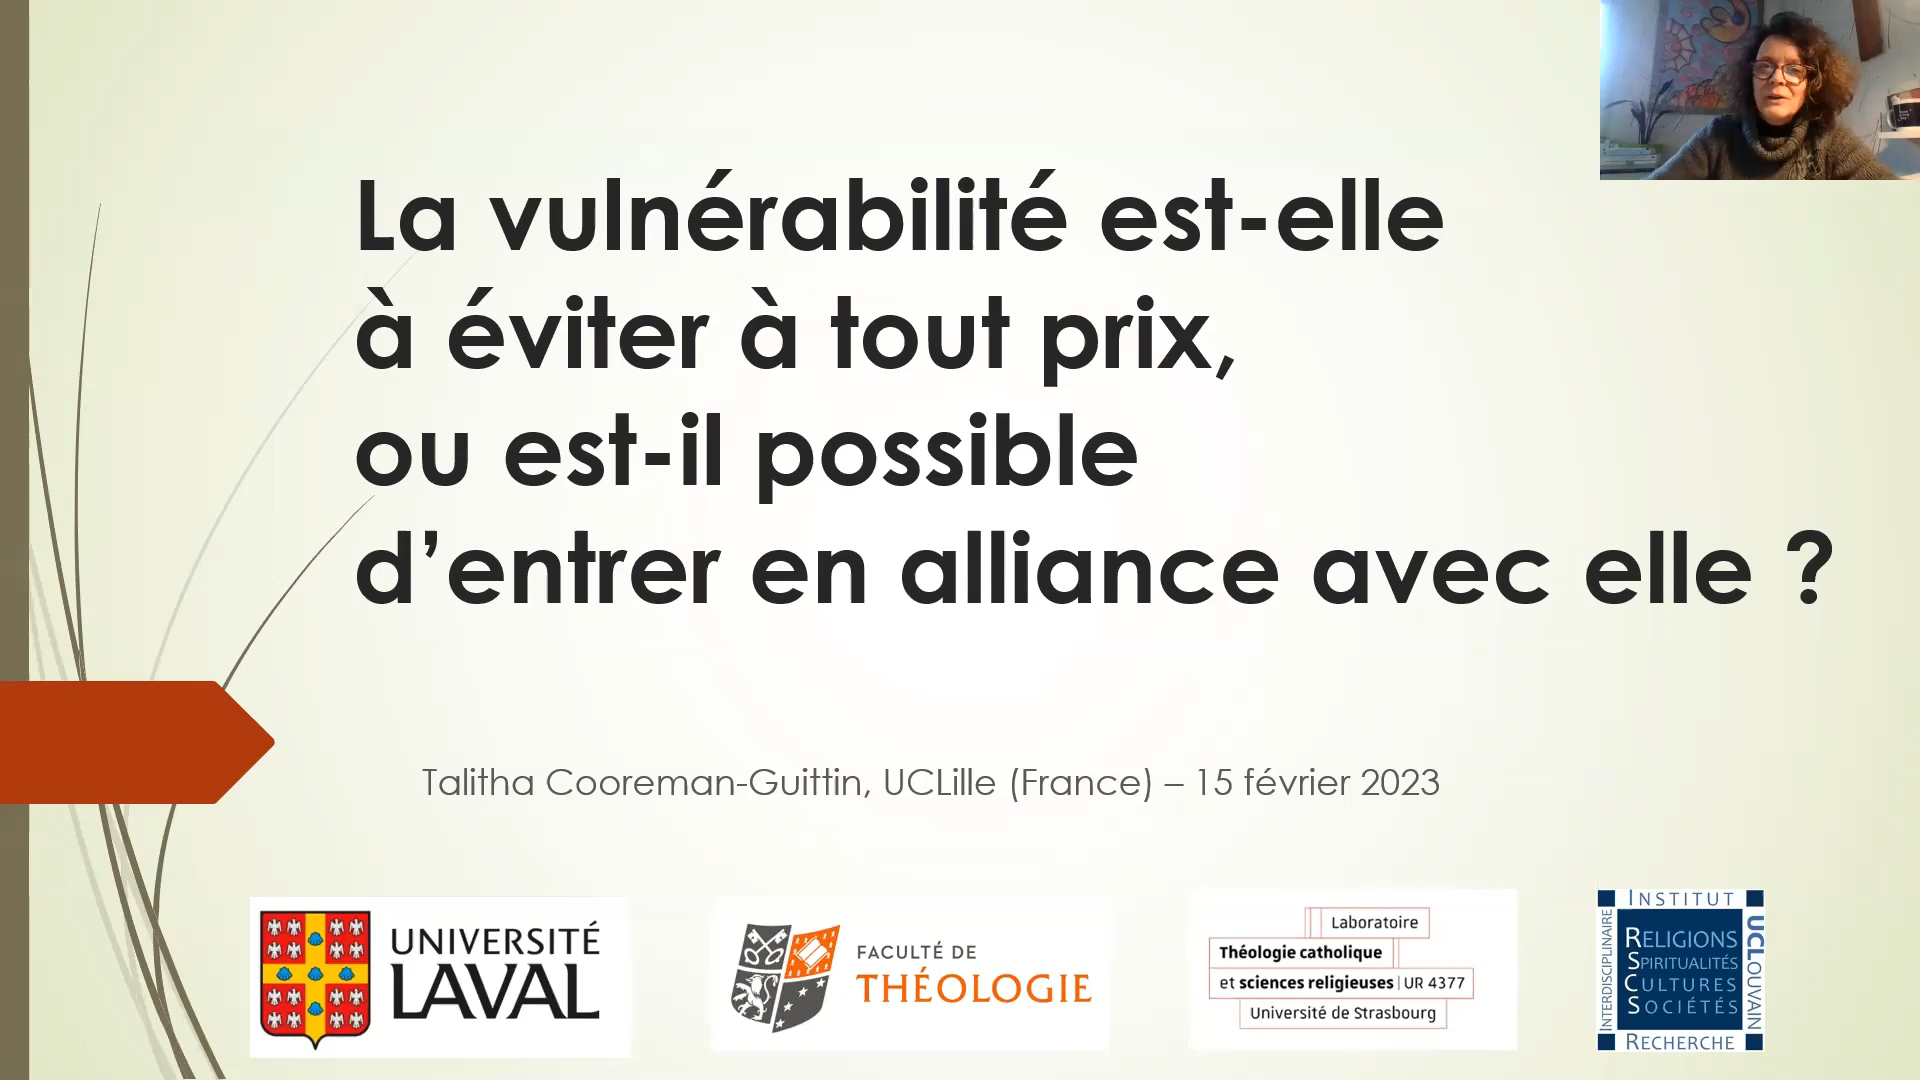 La vulnérabilité est-elle
à éviter à tout prix,
ou est-il possible
d’entrer en alliance avec elle ?
Talitha Cooreman-Guittin, UCLille (France) – 15 février 2023
UNIVERSITÉ
LAVAL
FACULTÉ DE
THÉOLOGIE
Laboratoire
Théologie catholique
et sciences religieuses | UR 4377
Université de Strasbourg
INSTITUT
INTERDISCIPLINAIRE
RELIGIONS
SPIRITUALITÉS
CULTURES
SOCIÉTÉS
UCLOUVAIN
RECHERCHE